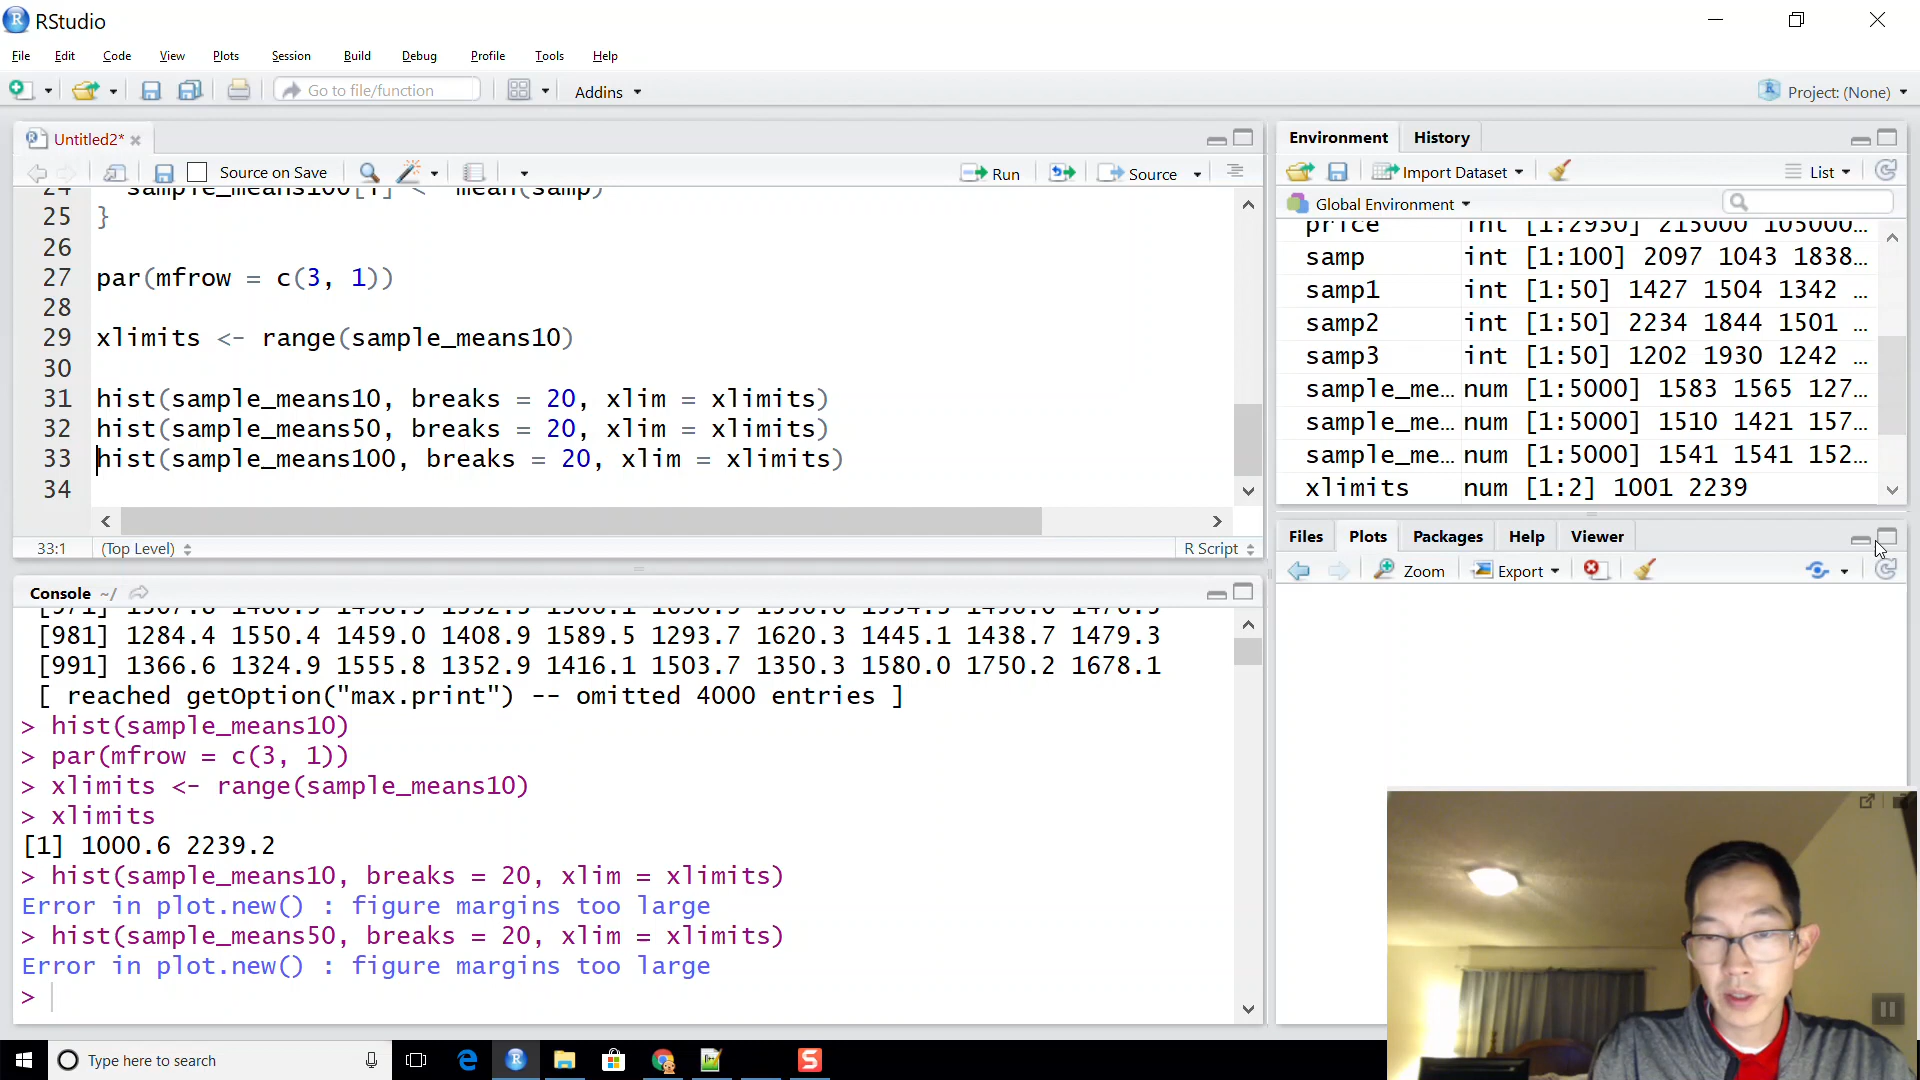 RStudio
File Edit Code View Plots Session Build Debug Profile Tools Help
Go to file/function Addins Project: (None)
Untitled2*
Source on Save Run Source
24 sample_means100[i] <- mean(samp)
25 }
26
27 par(mfrow = c(3, 1))
28
29 xlimits <- range(sample_means10)
30
31 hist(sample_means10, breaks = 20, xlim = xlimits)
32 hist(sample_means50, breaks = 20, xlim = xlimits)
33 hist(sample_means100, breaks = 20, xlim = xlimits)
34
33:1 (Top Level) R Script
Console ~/
[981] 1284.4 1550.4 1459.0 1408.9 1589.5 1293.7 1620.3 1445.1 1438.7 1479.3
[991] 1366.6 1324.9 1555.8 1352.9 1416.1 1503.7 1350.3 1580.0 1750.2 1678.1
[ reached getOption("max.print") -- omitted 4000 entries ]
> hist(sample_means10)
> par(mfrow = c(3, 1))
> xlimits <- range(sample_means10)
> xlimits
[1] 1000.6 2239.2
> hist(sample_means10, breaks = 20, xlim = xlimits)
Error in plot.new() : figure margins too large
> hist(sample_means50, breaks = 20, xlim = xlimits)
Error in plot.new() : figure margins too large
>
Environment History
Import Dataset List
Global Environment
price int [1:2930] 215000 105000...
samp int [1:100] 2097 1043 1838...
samp1 int [1:50] 1427 1504 1342 ...
samp2 int [1:50] 2234 1844 1501 ...
samp3 int [1:50] 1202 1930 1242 ...
sample_me... num [1:5000] 1583 1565 127...
sample_me... num [1:5000] 1510 1421 157...
sample_me... num [1:5000] 1541 1541 152...
xlimits num [1:2] 1001 2239
Files Plots Packages Help Viewer
Zoom Export
Type here to search